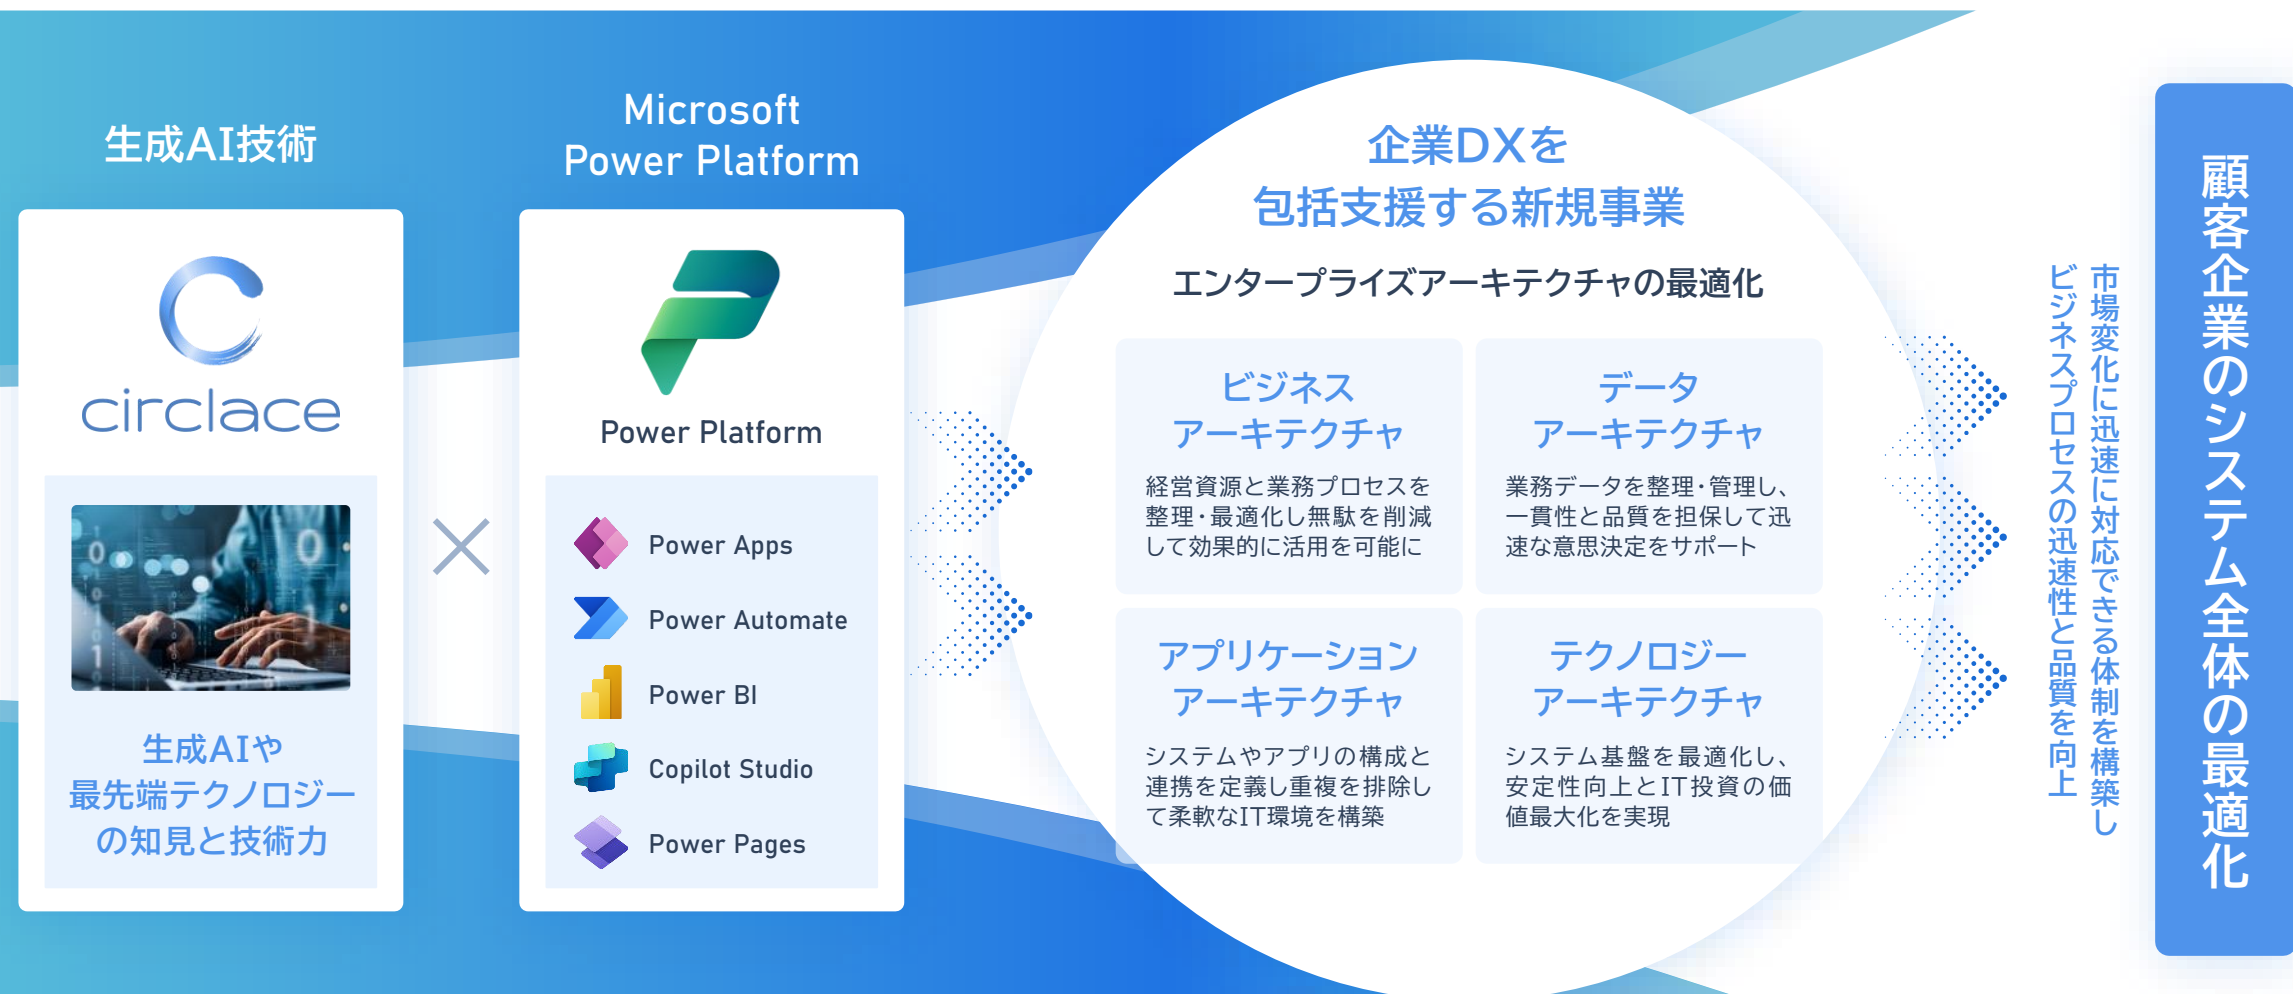 生成AI技術
circlace
生成AIや
最先端テクノロジー
の知見と技術力
×
Microsoft
Power Platform
Power Platform
Power Apps
Power Automate
Power BI
Copilot Studio
Power Pages
企業DXを
包括支援する新規事業
エンタープライズアーキテクチャの最適化
ビジネス
アーキテクチャ
経営資源と業務プロセスを
整理・最適化し無駄を削減
して効果的に活用を可能に
データ
アーキテクチャ
業務データを整理・管理し、
一貫性と品質を担保して迅
速な意思決定をサポート
アプリケーション
アーキテクチャ
システムやアプリの構成と
連携を定義し重複を排除し
て柔軟なIT環境を構築
テクノロジー
アーキテクチャ
システム基盤を最適化し、
安定性向上とIT投資の価
値最大化を実現
市場変化に迅速に対応できる体制を構築し
ビジネスプロセスの迅速性と品質を向上
顧客企業のシステム全体の最適化